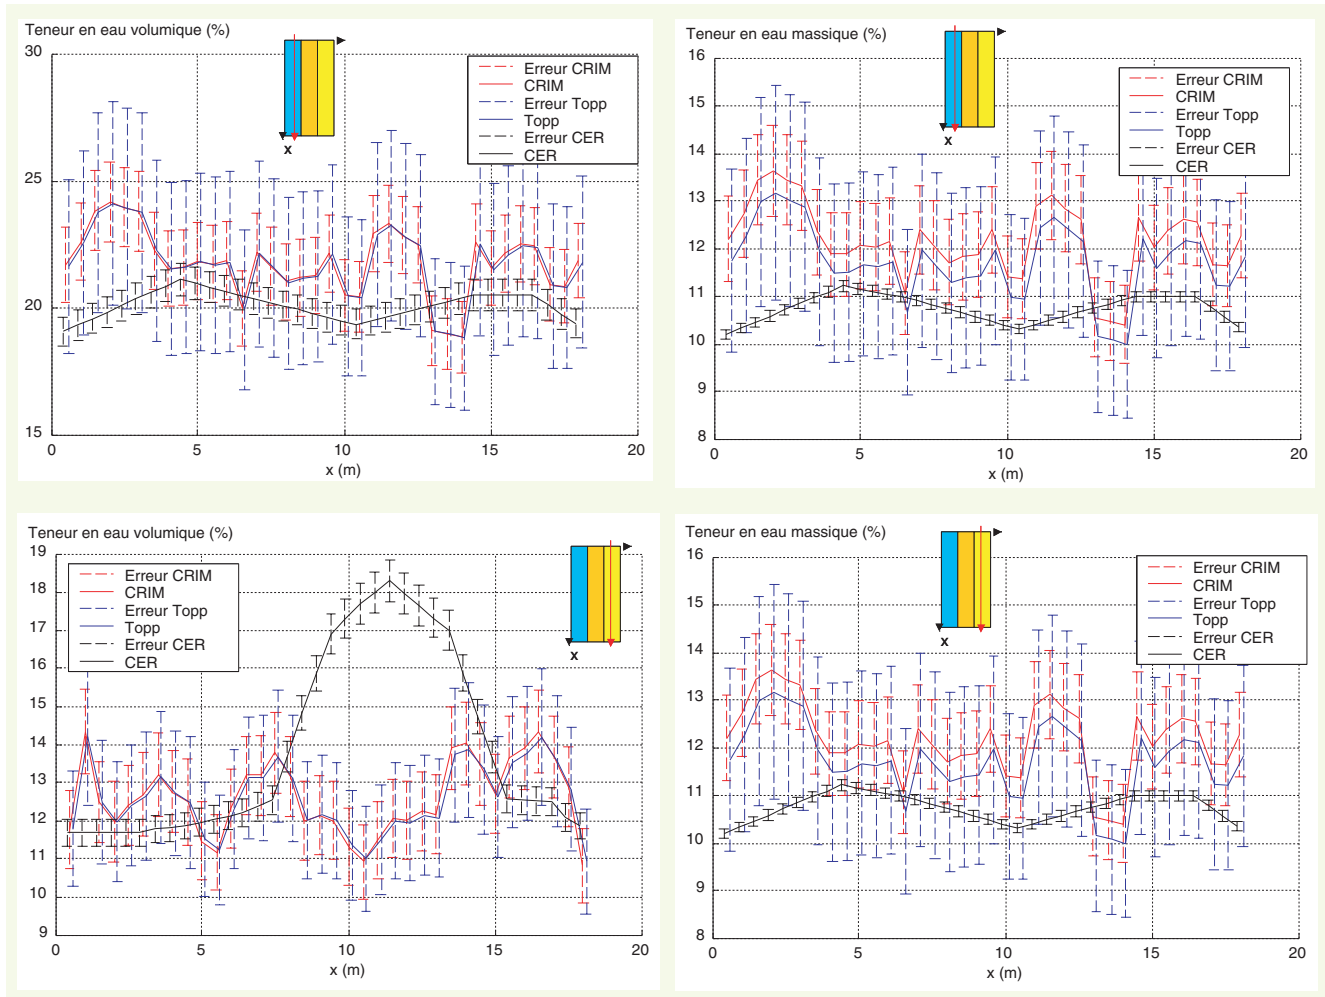 Teneur en eau volumique (%)
30
25
20
15
0 5 10 15 20
x (m)
x
Erreur CRIM
CRIM
Erreur Topp
Topp
Erreur CER
CER
Teneur en eau massique (%)
16
15
14
13
12
11
10
9
8
0 5 10 15 20
x (m)
x
Erreur CRIM
CRIM
Erreur Topp
Topp
Erreur CER
CER
Teneur en eau volumique (%)
19
18
17
16
15
14
13
12
11
10
9
0 5 10 15 20
x (m)
x
Erreur CRIM
CRIM
Erreur Topp
Topp
Erreur CER
CER
Teneur en eau massique (%)
16
15
14
13
12
11
10
9
8
0 5 10 15 20
x (m)
x
Erreur CRIM
CRIM
Erreur Topp
Topp
Erreur CER
CER